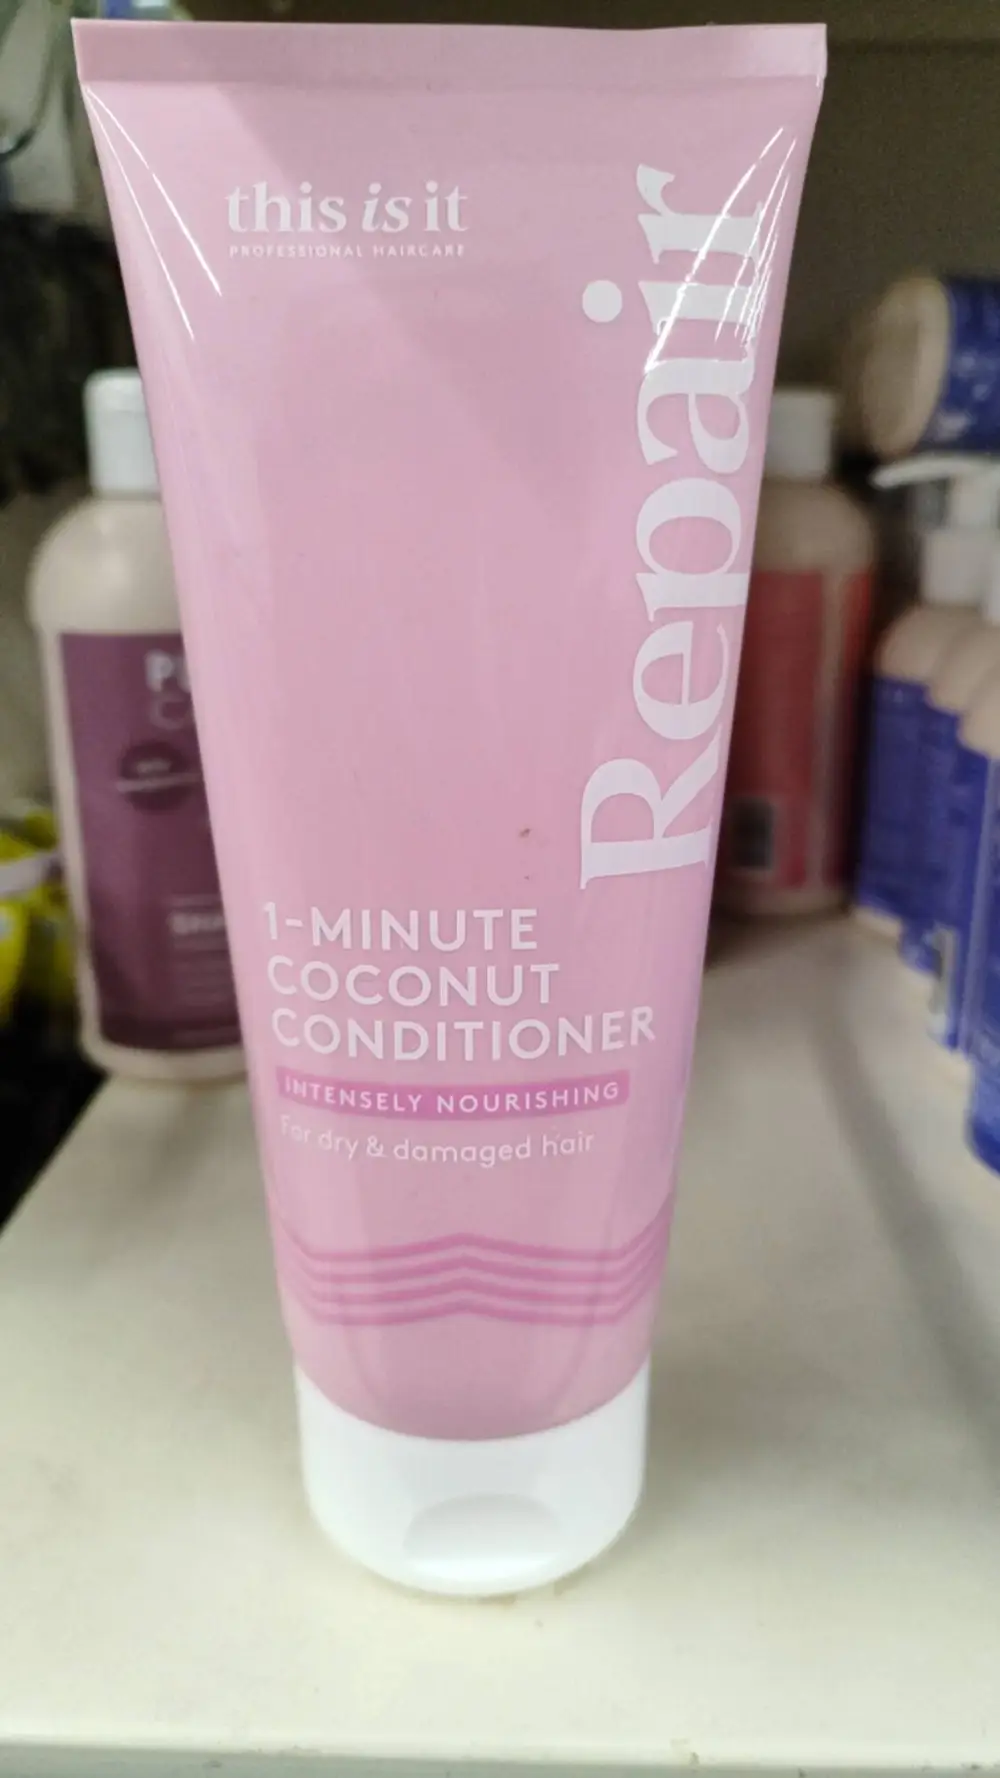 this is it
PROFESSIONAL HAIRCARE
Repair
1-MINUTE
COCONUT
CONDITIONER
INTENSELY NOURISHING
For dry & damaged hair